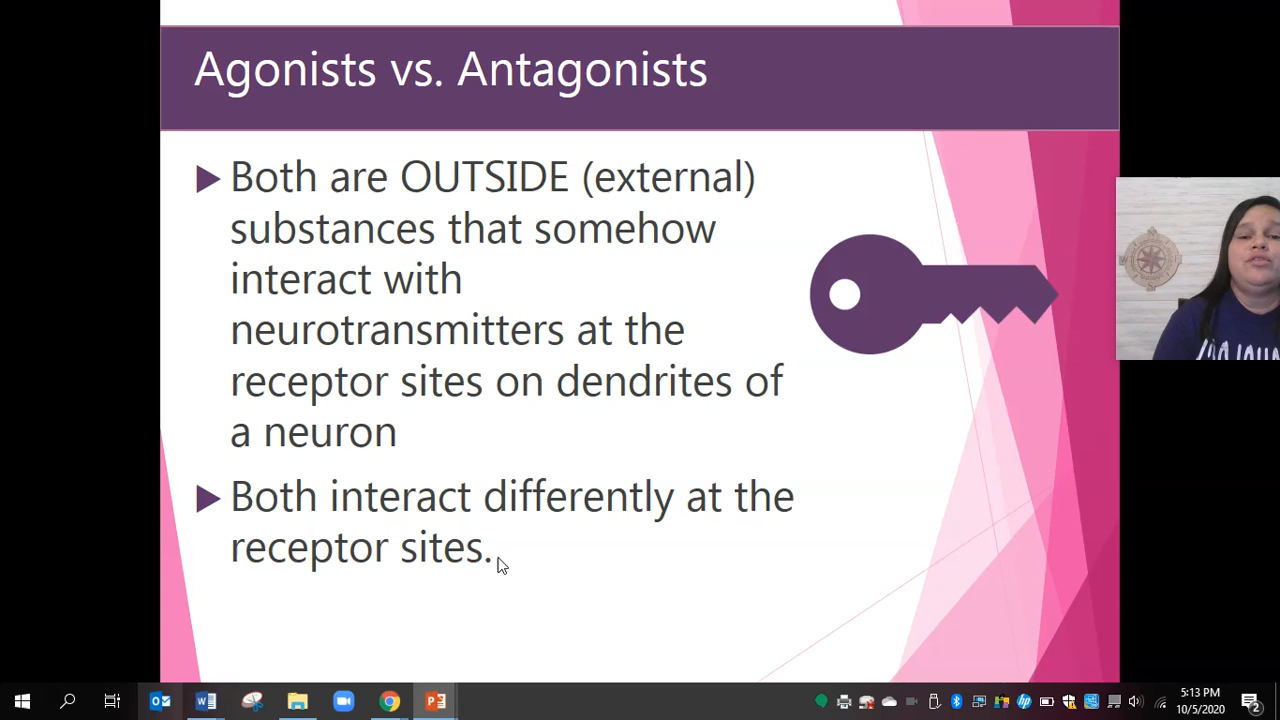 Agonists vs. Antagonists
Both are OUTSIDE (external)
substances that somehow
interact with
neurotransmitters at the
receptor sites on dendrites of
a neuron
Both interact differently at the
receptor sites.
5:13 PM
10/5/2020
2